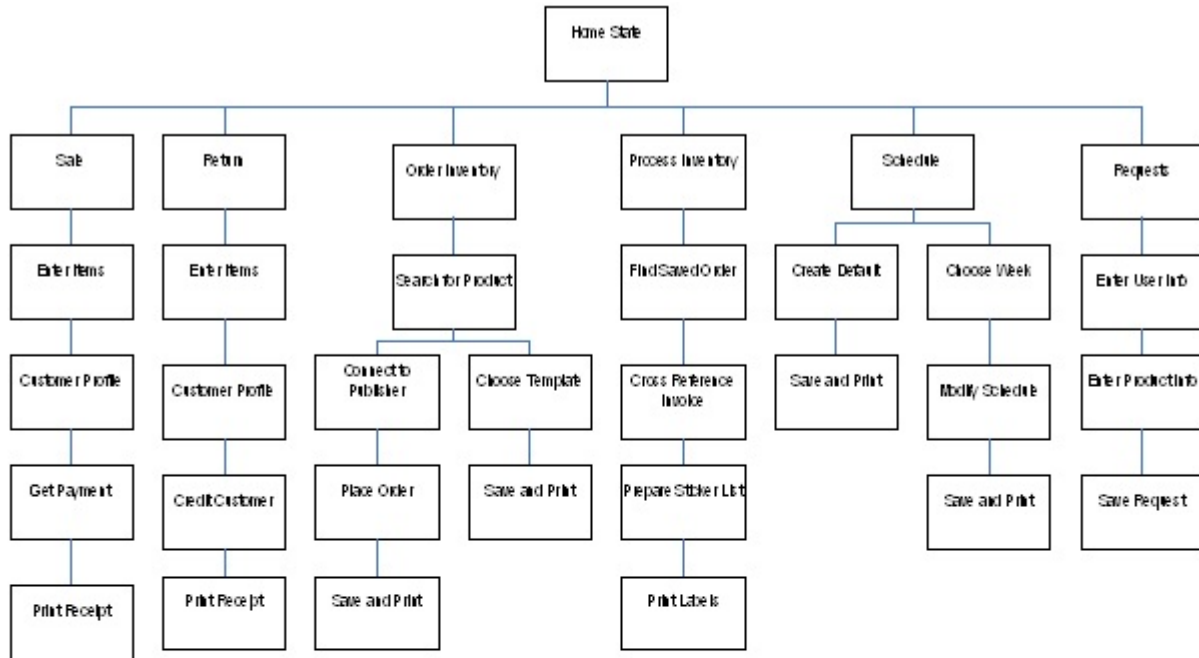 Home State
Sale
Return
Order Inventory
Process Inventory
Schedule
Requests
Enter Items
Enter Items
Search for Product
Find Saved Order
Create Default
Choose Week
Enter User Info
Customer Profile
Customer Profile
Connect to
Publisher
Choose Template
Cross Reference
Invoice
Save and Print
Modify Schedule
Enter Product Info
Get Payment
Credit Customer
Place Order
Save and Print
Prepare Sticker List
Save and Print
Save Request
Print Receipt
Print Receipt
Save and Print
Print Labels